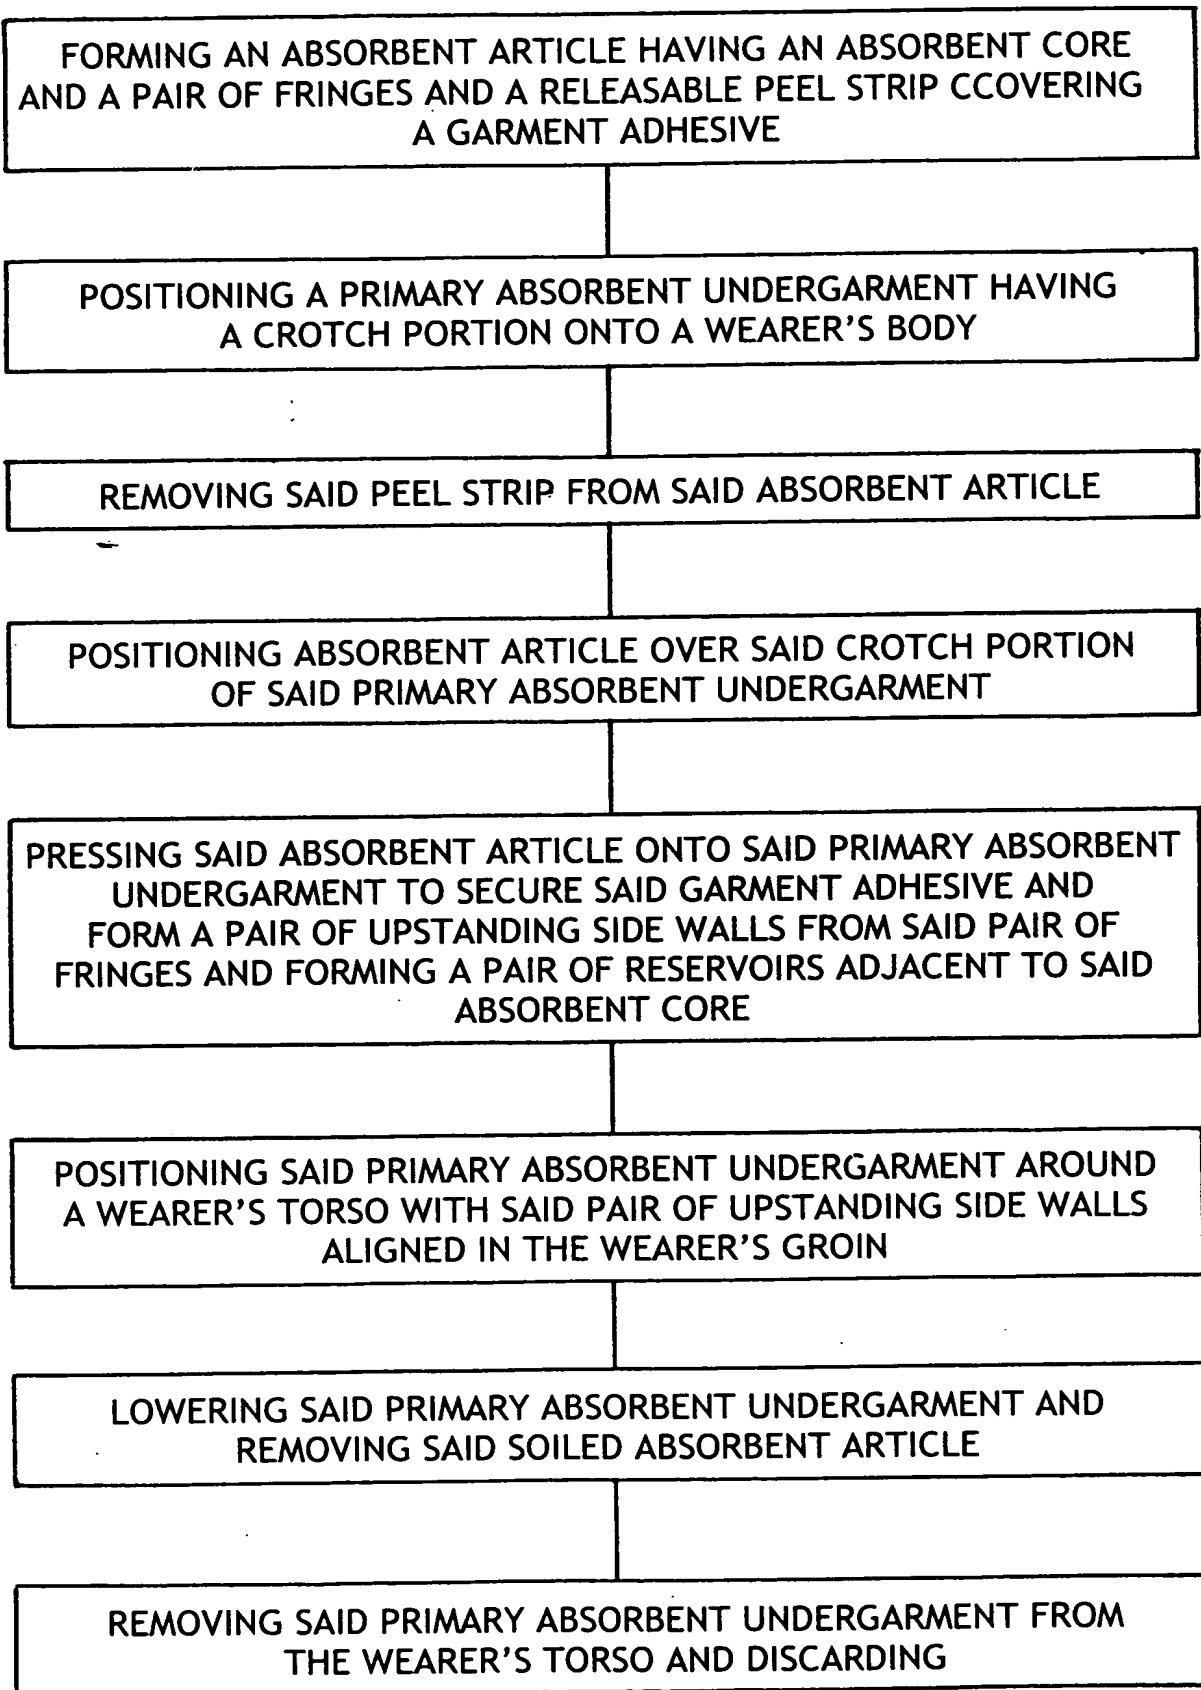 FORMING AN ABSORBENT ARTICLE HAVING AN ABSORBENT CORE
AND A PAIR OF FRINGES AND A RELEASABLE PEEL STRIP CCOVERING
A GARMENT ADHESIVE
POSITIONING A PRIMARY ABSORBENT UNDERGARMENT HAVING
A CROTCH PORTION ONTO A WEARER'S BODY
REMOVING SAID PEEL STRIP FROM SAID ABSORBENT ARTICLE
POSITIONING ABSORBENT ARTICLE OVER SAID CROTCH PORTION
OF SAID PRIMARY ABSORBENT UNDERGARMENT
PRESSING SAID ABSORBENT ARTICLE ONTO SAID PRIMARY ABSORBENT
UNDERGARMENT TO SECURE SAID GARMENT ADHESIVE AND
FORM A PAIR OF UPSTANDING SIDE WALLS FROM SAID PAIR OF
FRINGES AND FORMING A PAIR OF RESERVOIRS ADJACENT TO SAID
ABSORBENT CORE
POSITIONING SAID PRIMARY ABSORBENT UNDERGARMENT AROUND
A WEARER'S TORSO WITH SAID PAIR OF UPSTANDING SIDE WALLS
ALIGNED IN THE WEARER'S GROIN
LOWERING SAID PRIMARY ABSORBENT UNDERGARMENT AND
REMOVING SAID SOILED ABSORBENT ARTICLE
REMOVING SAID PRIMARY ABSORBENT UNDERGARMENT FROM
THE WEARER'S TORSO AND DISCARDING